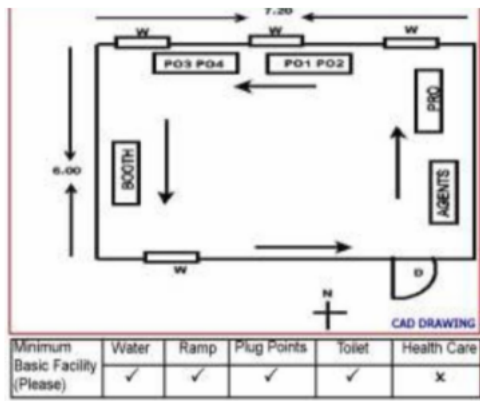 7.20
W W W
PO3 PO4 PO1 PO2
PRO
6.00
BOOTH
AGENTS
W
D
N
CAD DRAWING
Minimum Basic Facility (Please) Water Ramp Plug Points Toilet Health Care
✓ ✓ ✓ ✓ x